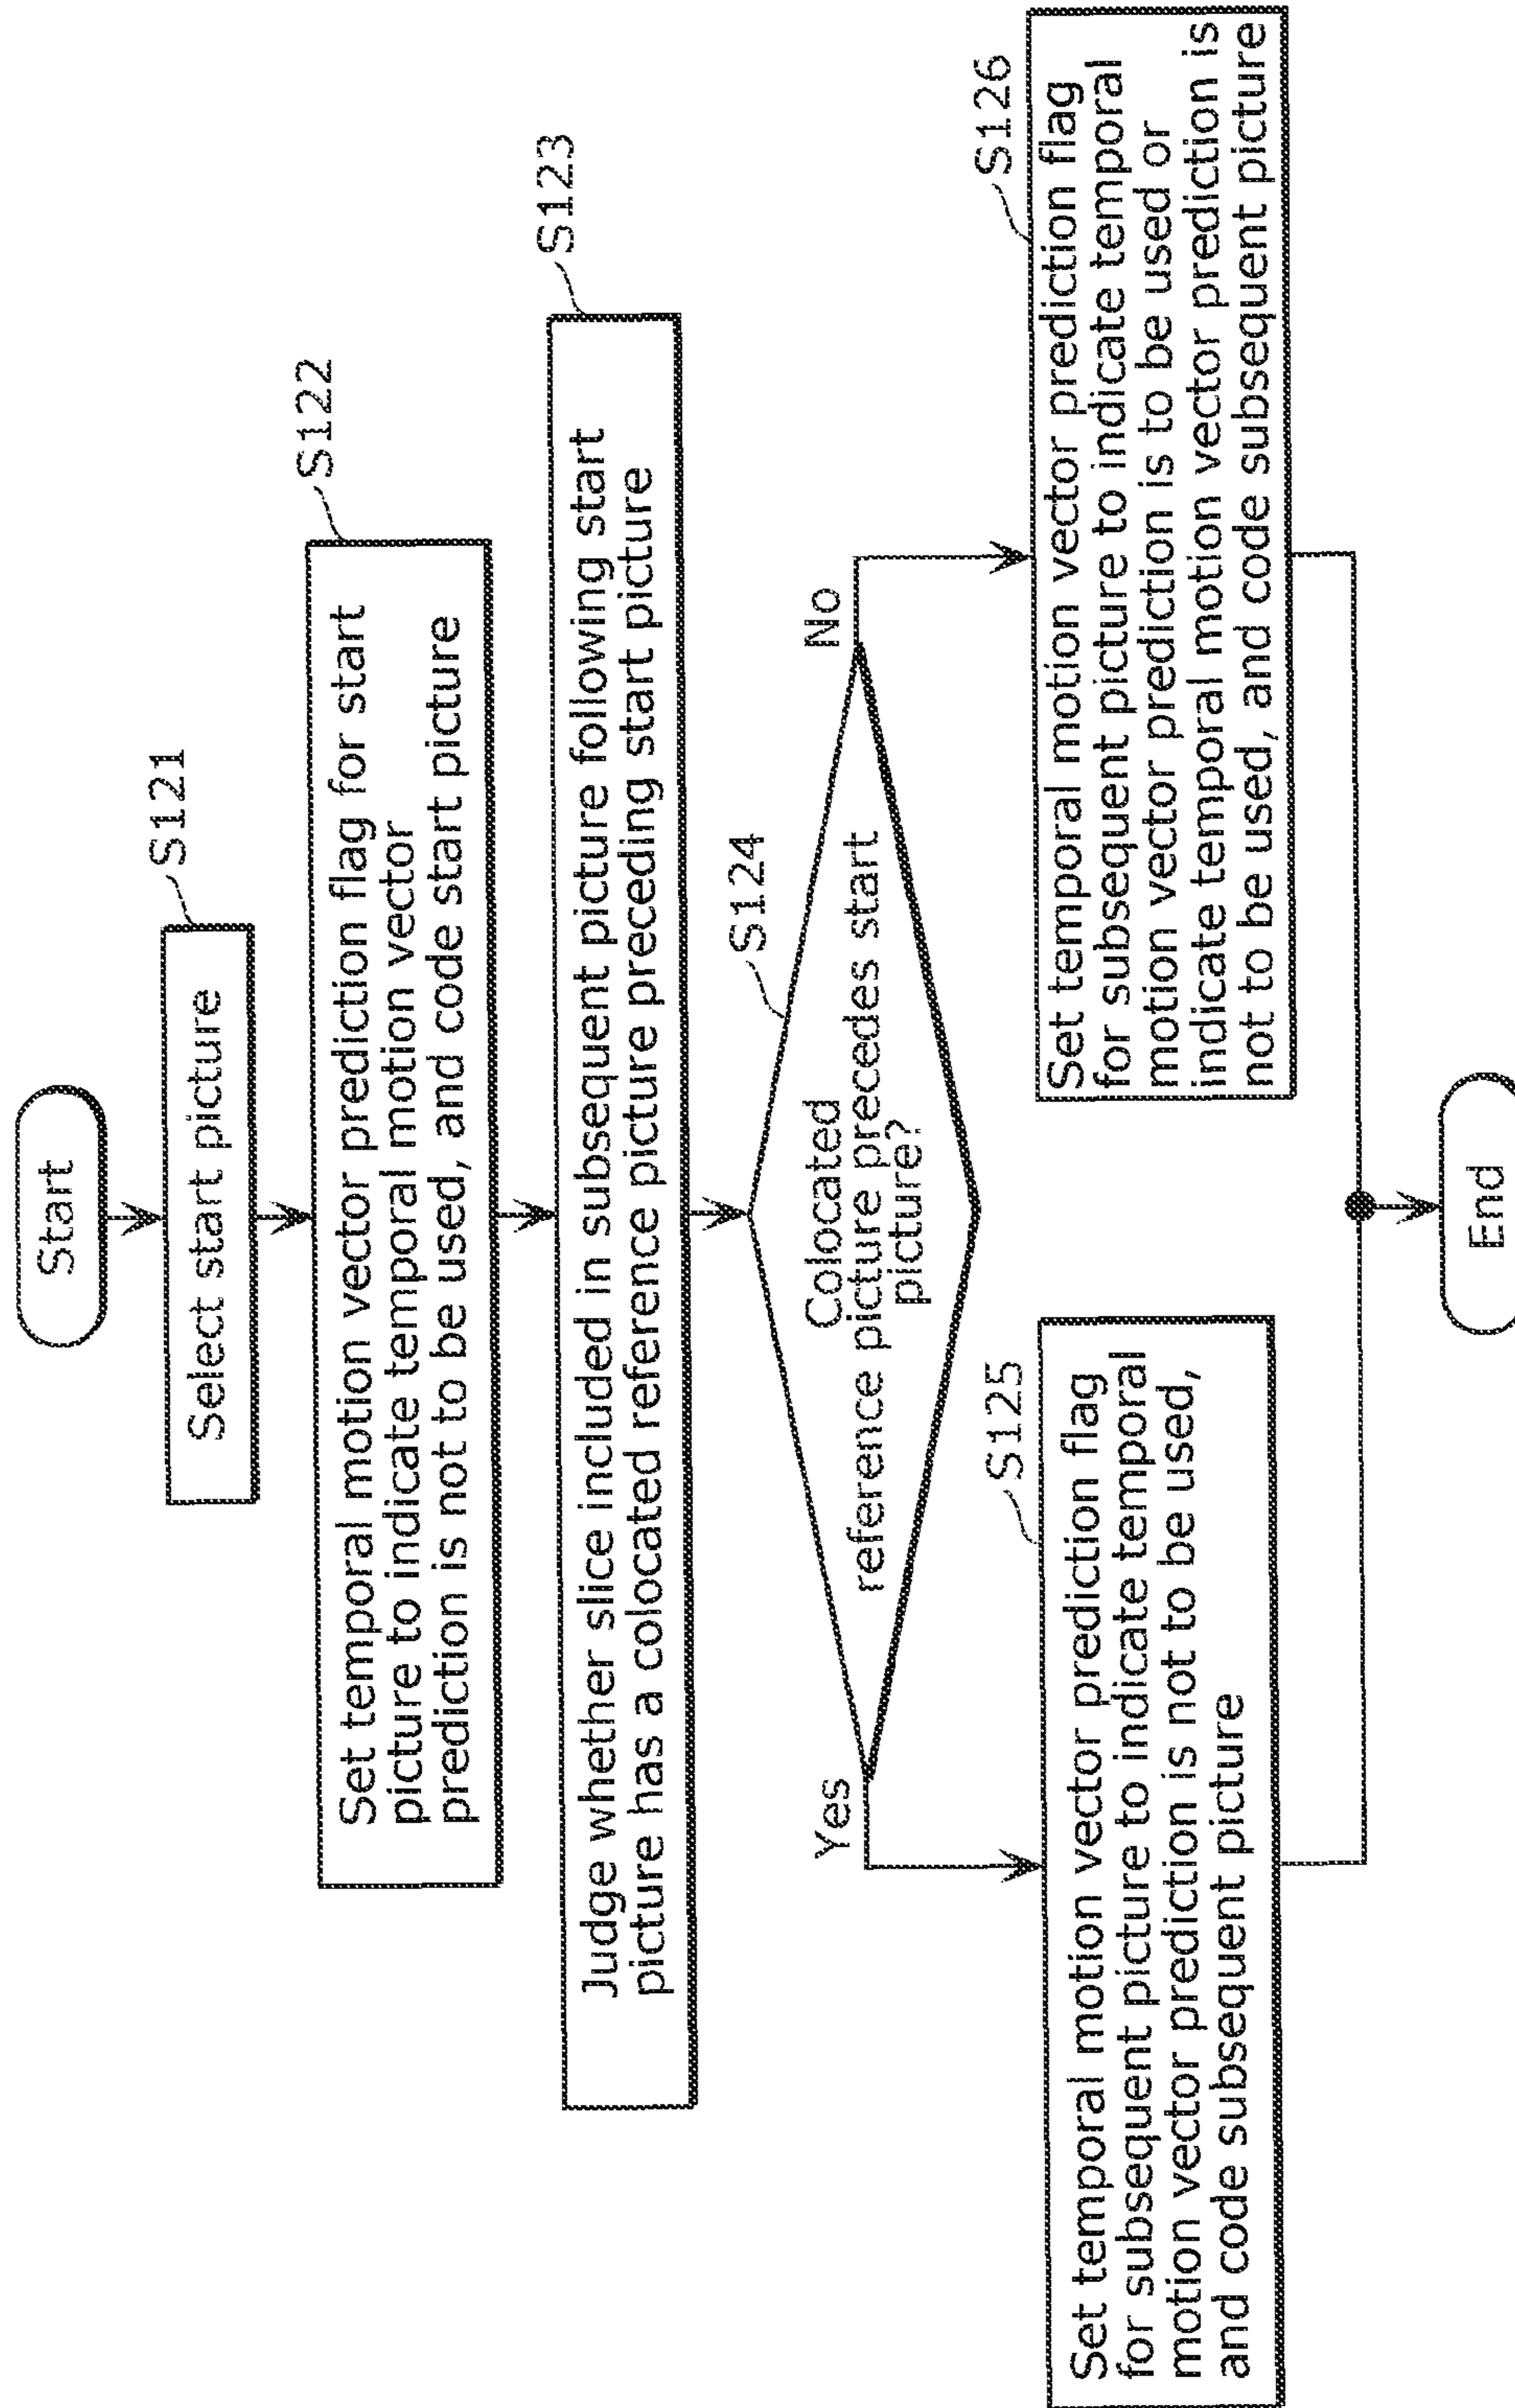 Start
S121
Select start picture
S122
Set temporal motion vector prediction flag for start
picture to indicate temporal motion vector
prediction is not to be used, and code start picture
S123
Judge whether slice included in subsequent picture following start
picture has a colocated reference picture preceding start picture
S124
Colocated
reference picture precedes start
picture?
Yes
No
S125
Set temporal motion vector prediction flag
for subsequent picture to indicate temporal
motion vector prediction is not to be used,
and code subsequent picture
S126
Set temporal motion vector prediction flag
for subsequent picture to indicate temporal
motion vector prediction is to be used or
indicate temporal motion vector prediction is
not to be used, and code subsequent picture
End